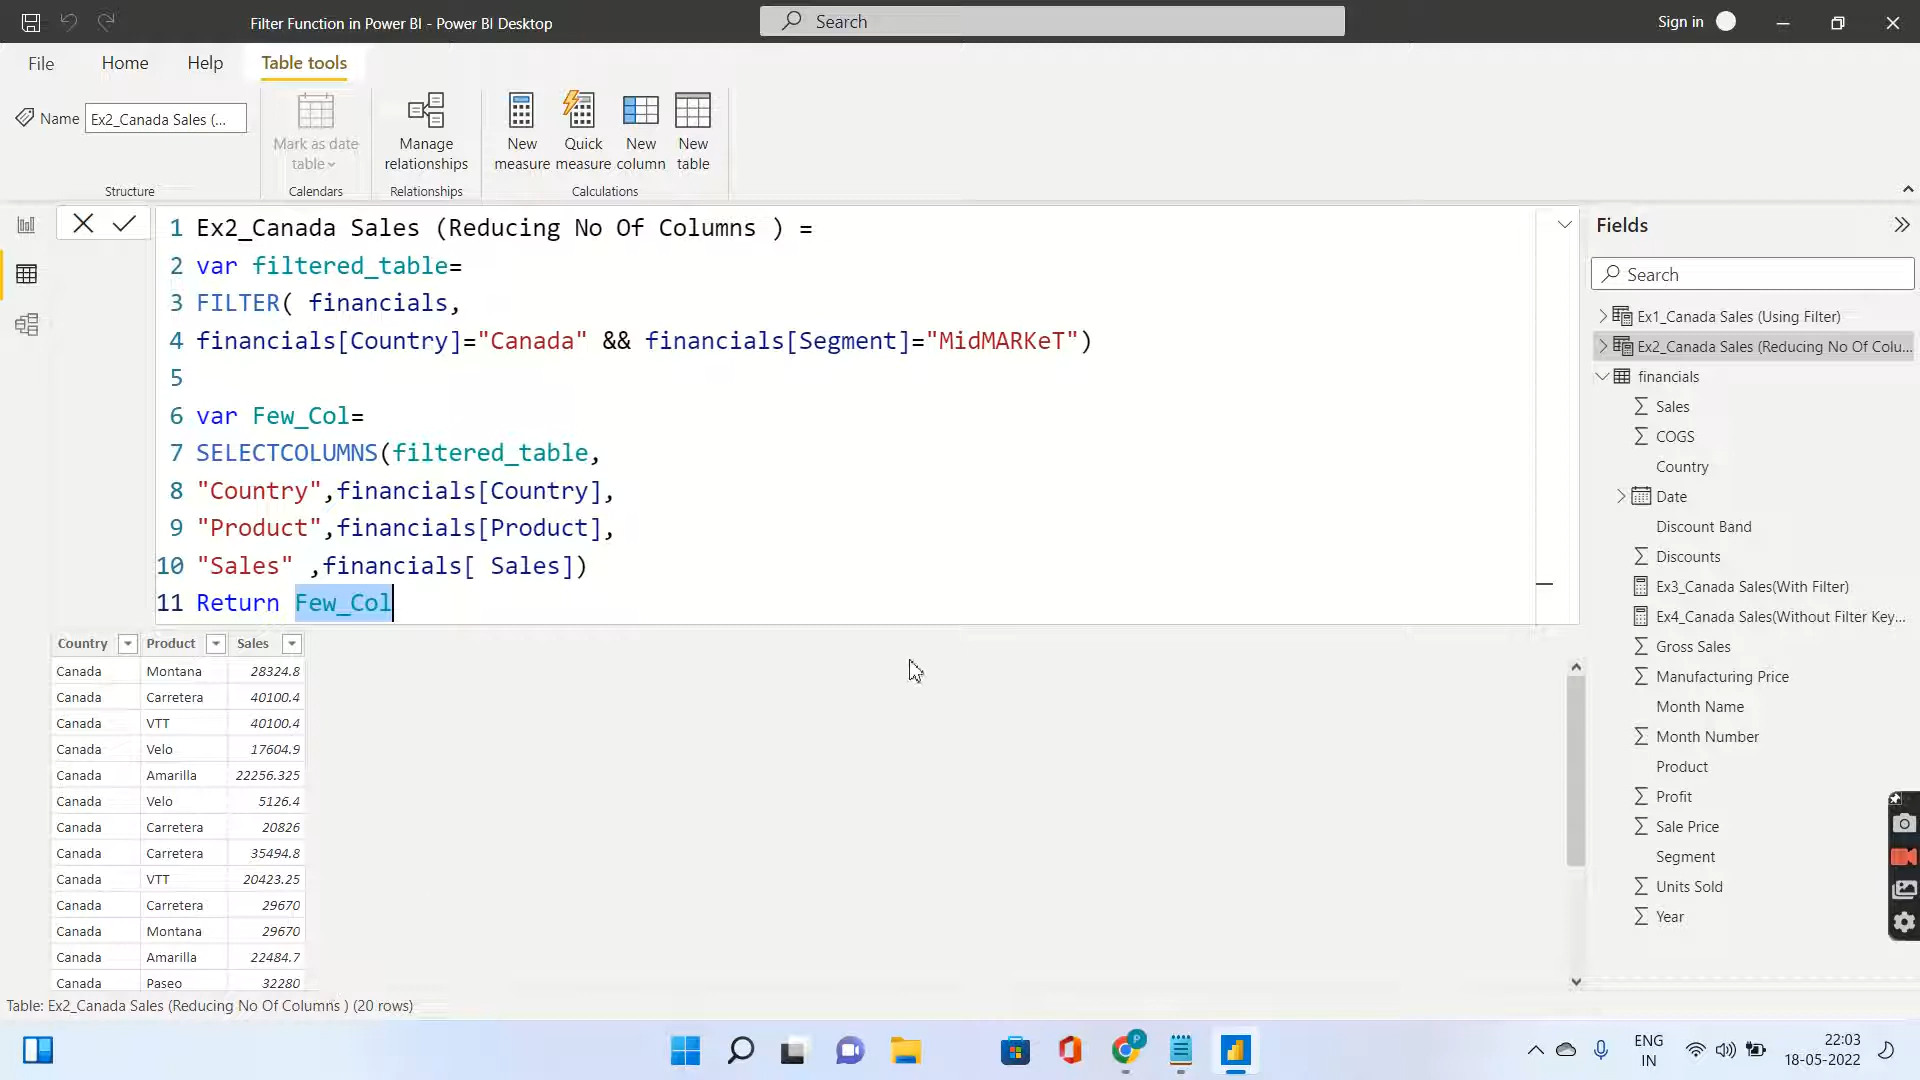 Filter Function in Power BI - Power BI Desktop
Search
Sign in
File
Home
Help
Table tools
Name
Ex2_Canada Sales (...
Mark as date
table
Manage
relationships
New
measure
Quick
measure
New
column
New
table
Structure
Calendars
Relationships
Calculations
1 Ex2_Canada Sales (Reducing No Of Columns ) =
2 var filtered_table=
3 FILTER( financials,
4 financials[Country]="Canada" && financials[Segment]="MidMARKeT")
5
6 var Few_Col=
7 SELECTCOLUMNS(filtered_table,
8 "Country",financials[Country],
9 "Product",financials[Product],
10 "Sales" ,financials[ Sales])
11 Return Few_Col
Country Product Sales
Canada Montana 28324.8
Canada Carretera 40100.4
Canada VTT 40100.4
Canada Velo 17604.9
Canada Amarilla 22256.325
Canada Velo 5126.4
Canada Carretera 20826
Canada Carretera 35494.8
Canada VTT 20423.25
Canada Carretera 29670
Canada Montana 29670
Canada Amarilla 22484.7
Canada Paseo 32280
Table: Ex2_Canada Sales (Reducing No Of Columns ) (20 rows)
Fields
Search
Ex1_Canada Sales (Using Filter)
Ex2_Canada Sales (Reducing No Of Colu...
financials
Sales
COGS
Country
Date
Discount Band
Discounts
Ex3_Canada Sales(With Filter)
Ex4_Canada Sales(Without Filter Key...
Gross Sales
Manufacturing Price
Month Name
Month Number
Product
Profit
Sale Price
Segment
Units Sold
Year
P
ENG
IN
22:03
18-05-2022